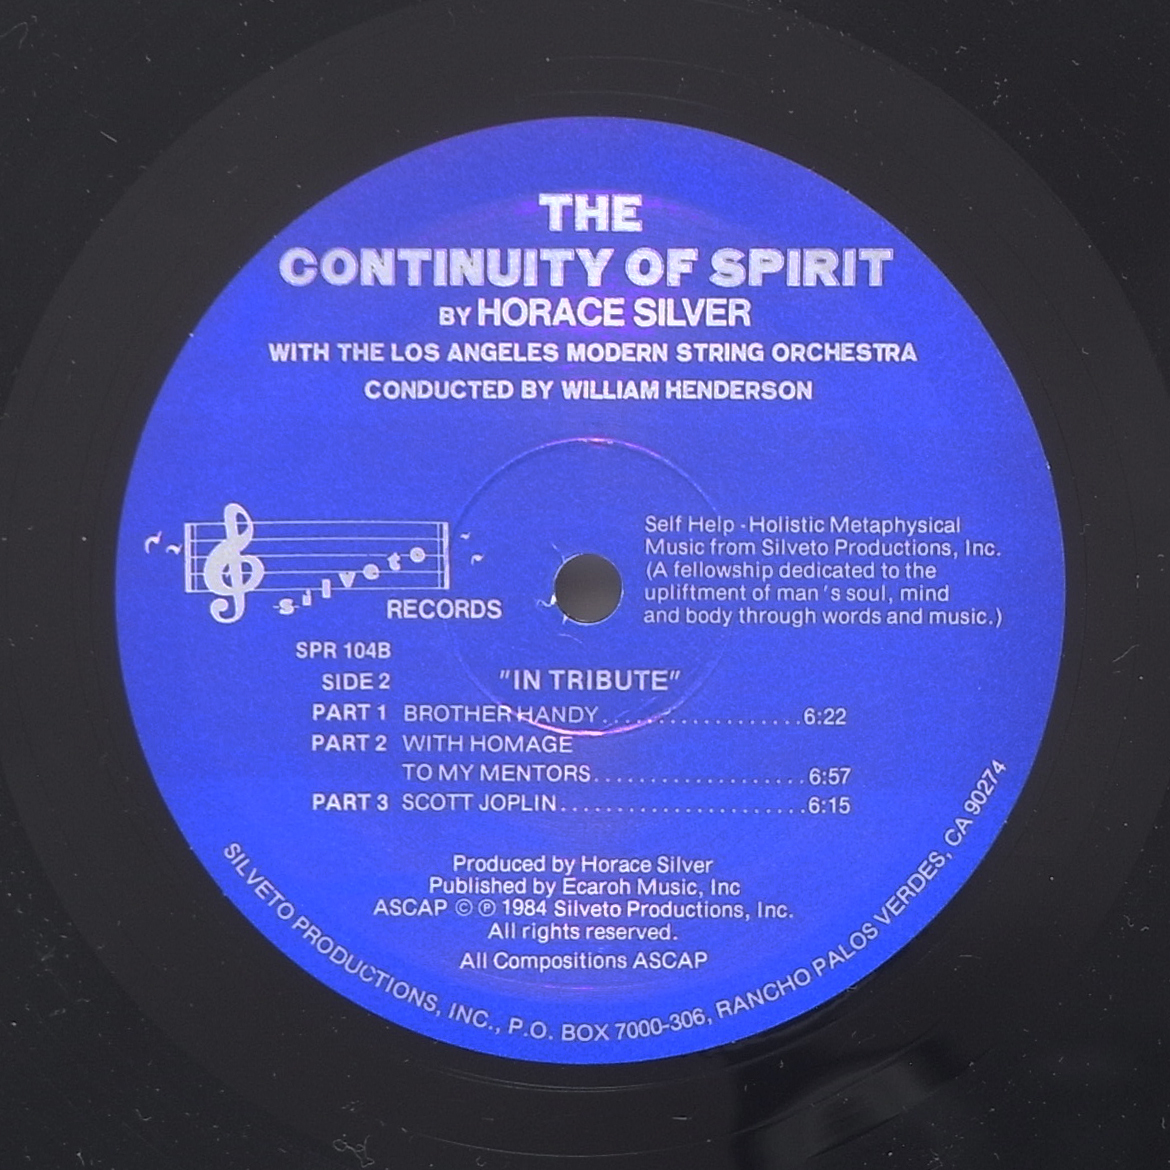 THE
CONTINUITY OF SPIRIT
BY HORACE SILVER
WITH THE LOS ANGELES MODERN STRING ORCHESTRA
CONDUCTED BY WILLIAM HENDERSON
silveto
RECORDS
Self Help - Holistic Metaphysical
Music from Silveto Productions, Inc.
(A fellowship dedicated to the
upliftment of man's soul, mind
and body through words and music.)
SPR 104B
SIDE 2 "IN TRIBUTE"
PART 1 BROTHER HANDY....................6:22
PART 2 WITH HOMAGE
TO MY MENTORS.....................6:57
PART 3 SCOTT JOPLIN........................6:15
Produced by Horace Silver
Published by Ecaroh Music, Inc
ASCAP © ℗ 1984 Silveto Productions, Inc.
All rights reserved.
All Compositions ASCAP
SILVETO PRODUCTIONS, INC., P.O. BOX 7000-306, RANCHO PALOS VERDES, CA 90274